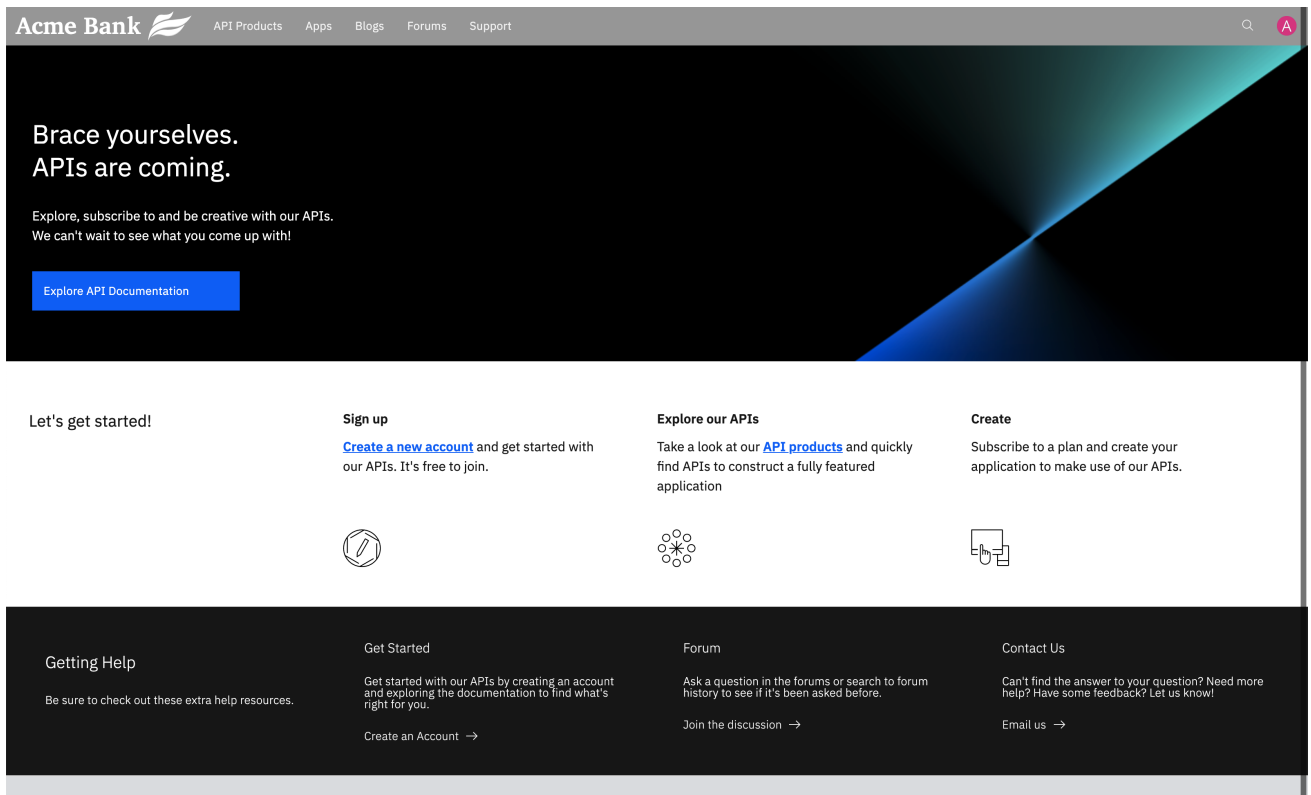 Acme Bank
API Products
Apps
Blogs
Forums
Support
A
Brace yourselves.
APIs are coming.
Explore, subscribe to and be creative with our APIs.
We can't wait to see what you come up with!
Explore API Documentation
Let's get started!
Sign up
Create a new account and get started with
our APIs. It's free to join.
Explore our APIs
Take a look at our API products and quickly
find APIs to construct a fully featured
application
Create
Subscribe to a plan and create your
application to make use of our APIs.
Getting Help
Be sure to check out these extra help resources.
Get Started
Get started with our APIs by creating an account
and exploring the documentation to find what's
right for you.
Create an Account →
Forum
Ask a question in the forums or search to forum
history to see if it's been asked before.
Join the discussion →
Contact Us
Can't find the answer to your question? Need more
help? Have some feedback? Let us know!
Email us →